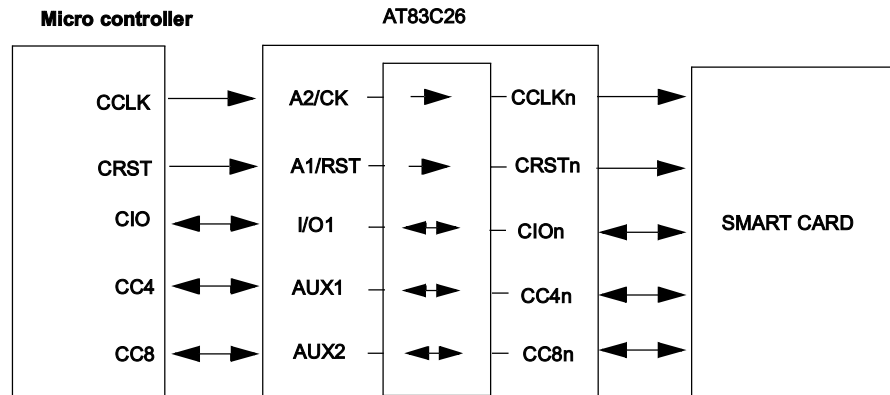 Micro controller AT83C26
CCLK A2/CK CCLKn
CRST A1/RST CRSTn
CIO I/O1 CIOn
SMART CARD
CC4 AUX1 CC4n
CC8 AUX2 CC8n